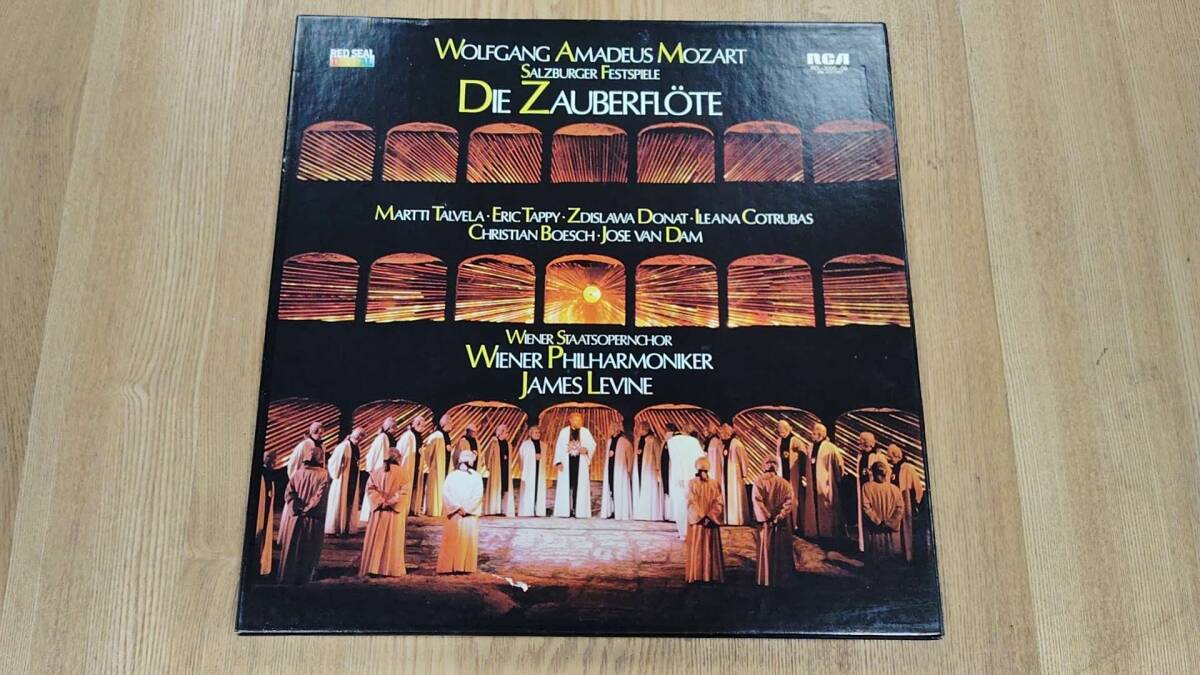 RED SEAL
WOLFGANG AMADEUS MOZART
RCA
SALZBURGER FESTSPIELE
DIE ZAUBERFLÖTE
MARTTI TALVELA · ERIC TAPPY · ZDISLAWA DONAT · ILEANA COTRUBAS
CHRISTIAN BOESCH · JOSE VAN DAM
WIENER STAATSOPERNCHOR
WIENER PHILHARMONIKER
JAMES LEVINE